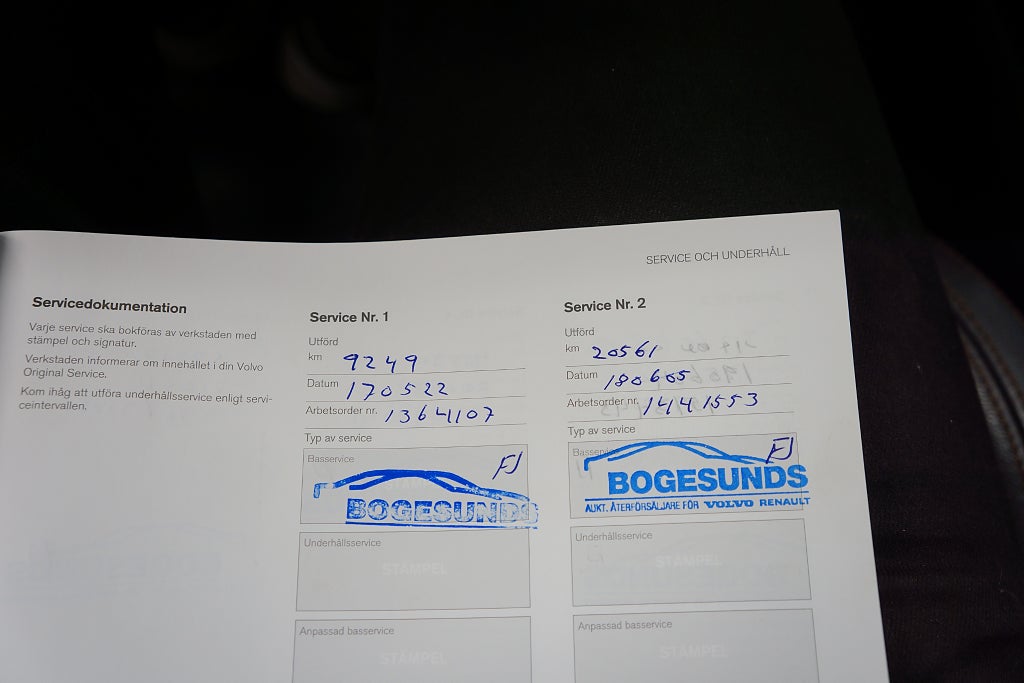 SERVICE OCH UNDERHÅLL
Servicedokumentation
Varje service ska bokföras av verkstaden med
stämpel och signatur.
Verkstaden informerar om innehållet i din Volvo
Original Service.
Kom ihåg att utföra underhållsservice enligt servi-
ceintervallen.
Service Nr. 1
Utförd
km 9249
Datum 170522
Arbetsorder nr. 1364107
Typ av service
Basservice
FJ
BOGESUNDS
Underhållsservice
STÄMPEL
Anpassad basservice
STÄMPEL
Service Nr. 2
Utförd
km 20561
Datum 180605
Arbetsorder nr. 1441553
Typ av service
Basservice
FJ
BOGESUNDS
AUKT. ÅTERFÖRSÄLJARE FÖR VOLVO RENAULT
Underhållsservice
STÄMPEL
Anpassad basservice
STÄMPEL